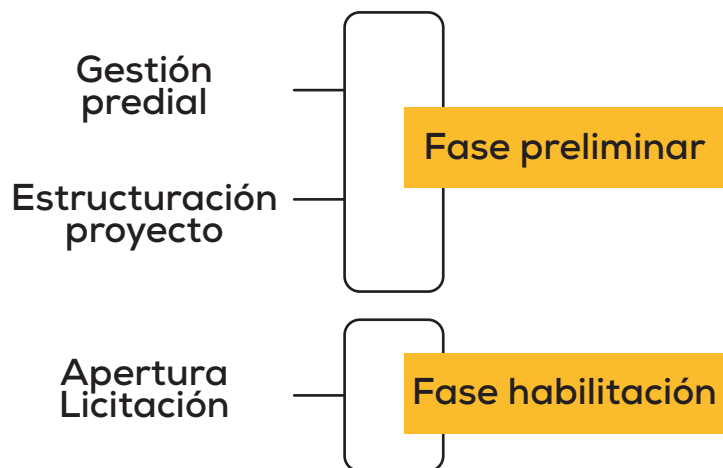 Gestión
predial
Fase preliminar
Estructuración
proyecto
Apertura
Licitación
Fase habilitación